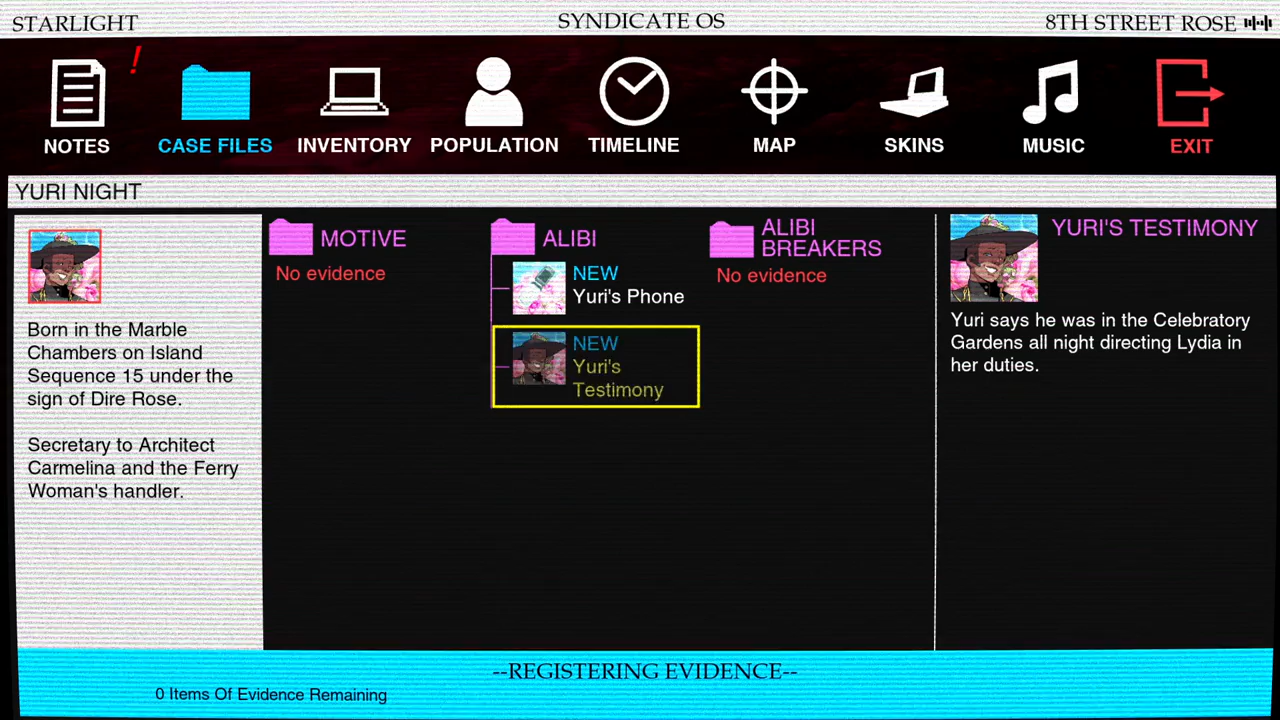 STARLIGHT
SYNDICATE OS
8TH STREET ROSE
!
NOTES
CASE FILES
INVENTORY
POPULATION
TIMELINE
MAP
SKINS
MUSIC
EXIT
YURI NIGHT
Born in the Marble
Chambers on Island
Sequence 15 under the
sign of Dire Rose.
Secretary to Architect
Carmelina and the Ferry
Woman's handler.
MOTIVE
No evidence
ALIBI
NEW
Yuri's Phone
NEW
Yuri's
Testimony
ALIBI
BREAKERS
No evidence
YURI'S TESTIMONY
Yuri says he was in the Celebratory
Gardens all night directing Lydia in
her duties.
--REGISTERING EVIDENCE--
0 Items Of Evidence Remaining